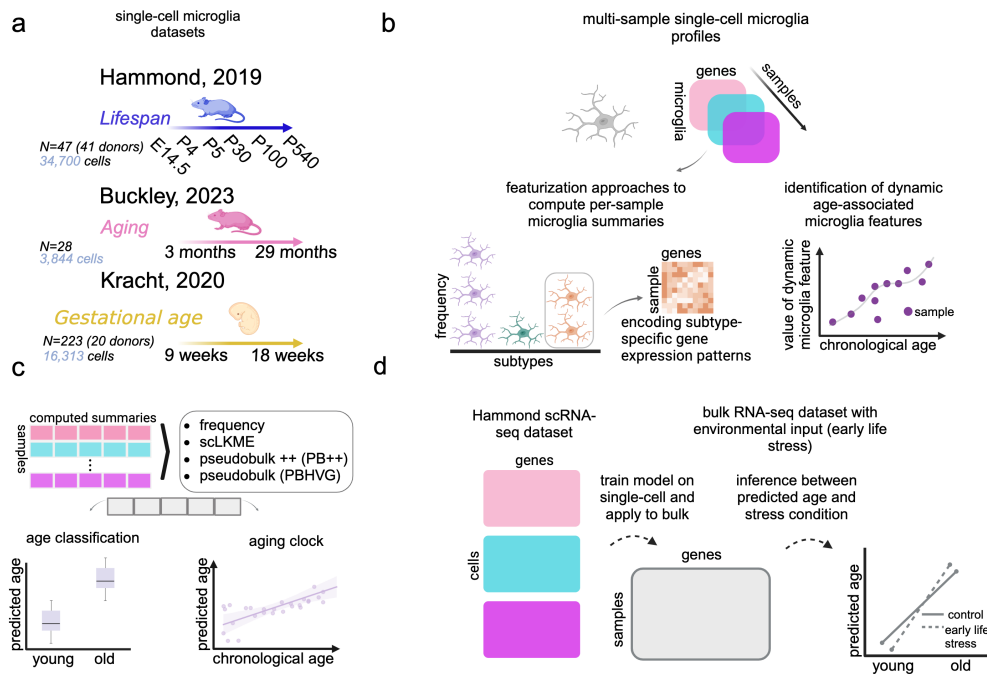 a
single-cell microglia
datasets
Hammond, 2019
Lifespan
N=47 (41 donors)
34,700 cells
E14.5
P4
P5
P30
P100
P540
Buckley, 2023
Aging
N=28
3,844 cells
3 months
29 months
Kracht, 2020
Gestational age
N=223 (20 donors)
16,313 cells
9 weeks
18 weeks
b
multi-sample single-cell microglia
profiles
genes
microglia
samples
featurization approaches to
compute per-sample
microglia summaries
frequency
subtypes
genes
sample
encoding subtype-
specific gene
expression patterns
identification of dynamic
age-associated
microglia features
value of dynamic
microglia feature
sample
chronological age
c
computed summaries
samples
• frequency
• scLKME
• pseudobulk ++ (PB++)
• pseudobulk (PBHVG)
age classification
predicted age
young
old
aging clock
predicted age
chronological age
d
Hammond scRNA-
seq dataset
genes
cells
train model on
single-cell and
apply to bulk
genes
samples
bulk RNA-seq dataset with
environmental input (early life
stress)
inference between
predicted age and
stress condition
predicted age
control
early life
stress
young
old